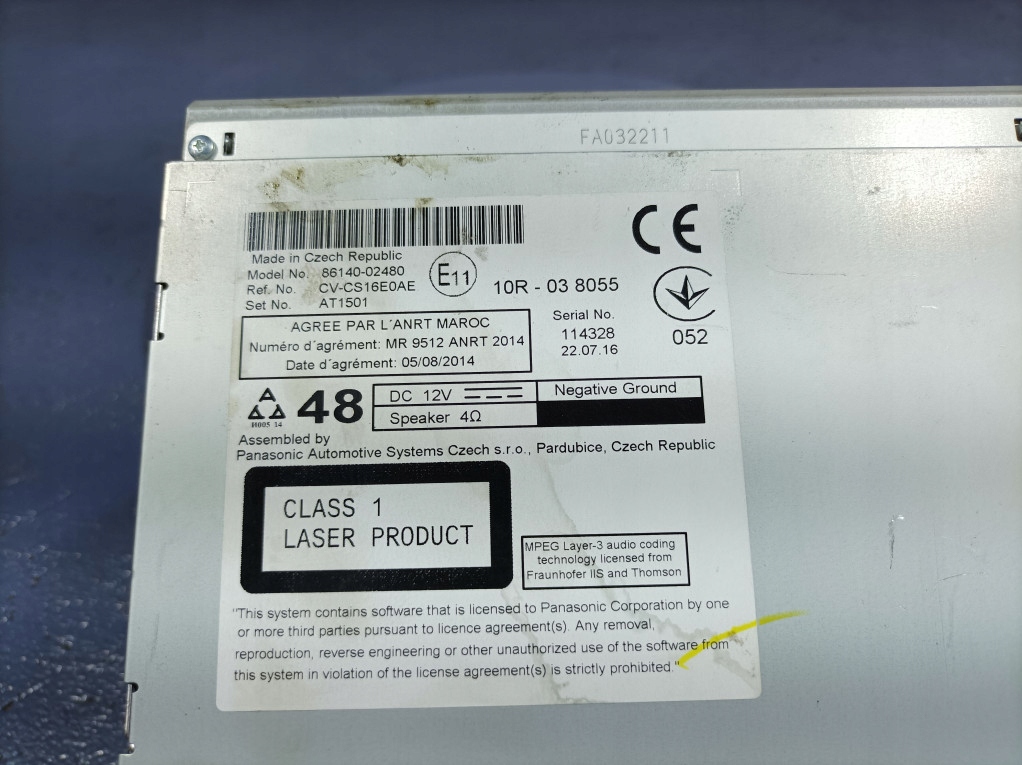 FA032211
CE
Made in Czech Republic
Model No. 86140-02480
Ref. No. CV-CS16E0AE
Set No. AT1501
E11
10R - 03 8055
AGREE PAR L´ANRT MAROC
Numéro d´agrément: MR 9512 ANRT 2014
Date d´agrément: 05/08/2014
Serial No.
114328
22.07.16
052
48
DC 12V
Negative Ground
Speaker 4Ω
Assembled by
Panasonic Automotive Systems Czech s.r.o., Pardubice, Czech Republic
CLASS 1
LASER PRODUCT
MPEG Layer-3 audio coding
technology licensed from
Fraunhofer IIS and Thomson
"This system contains software that is licensed to Panasonic Corporation by one
or more third parties pursuant to licence agreement(s). Any removal,
reproduction, reverse engineering or other unauthorized use of the software from
this system in violation of the license agreement(s) is strictly prohibited."